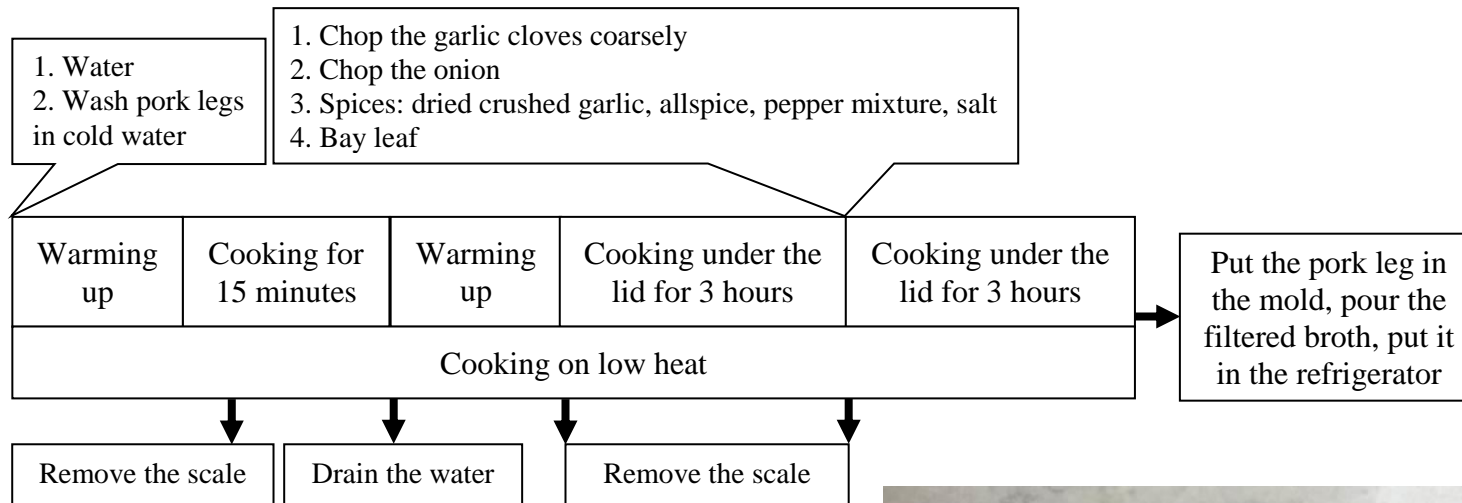 1. Water
2. Wash pork legs
in cold water
1. Chop the garlic cloves coarsely
2. Chop the onion
3. Spices: dried crushed garlic, allspice, pepper mixture, salt
4. Bay leaf
Warming
up
Cooking for
15 minutes
Warming
up
Cooking under the
lid for 3 hours
Cooking under the
lid for 3 hours
Cooking on low heat
Put the pork leg in
the mold, pour the
filtered broth, put it
in the refrigerator
Remove the scale
Drain the water
Remove the scale